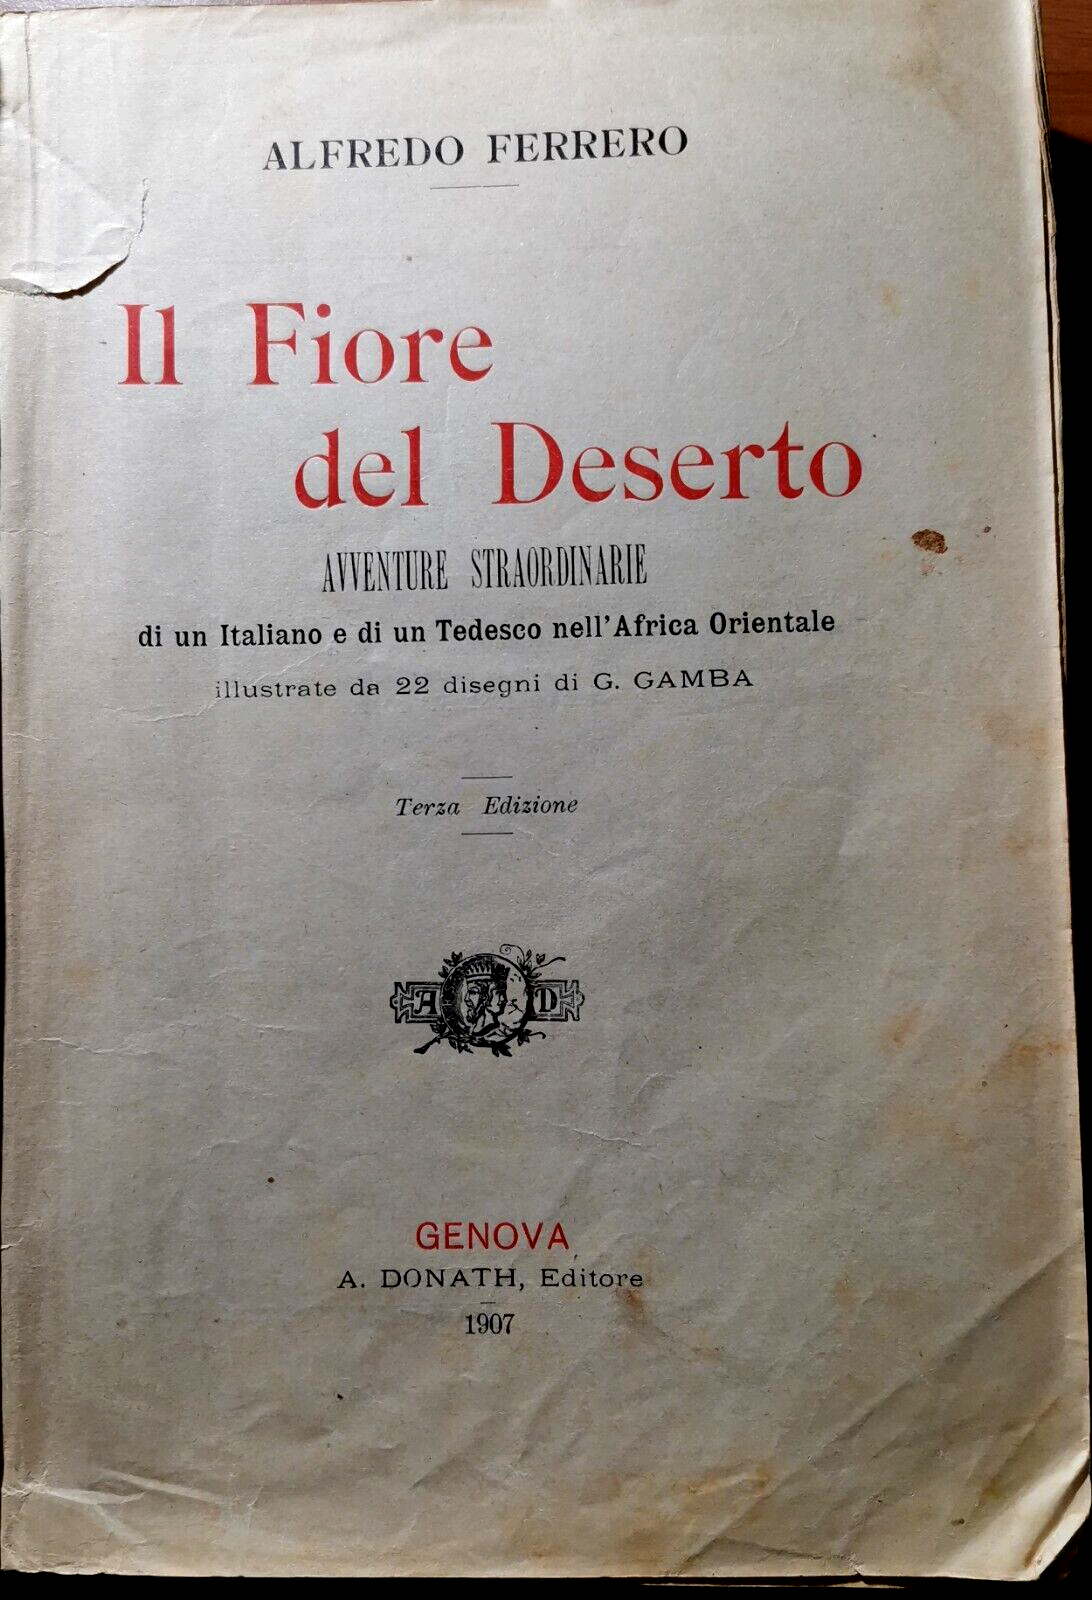 ALFREDO FERRERO
Il Fiore
del Deserto
AVVENTURE STRAORDINARIE
di un Italiano e di un Tedesco nell'Africa Orientale
illustrate da 22 disegni di G. GAMBA
Terza Edizione
A D
GENOVA
A. DONATH, Editore
1907